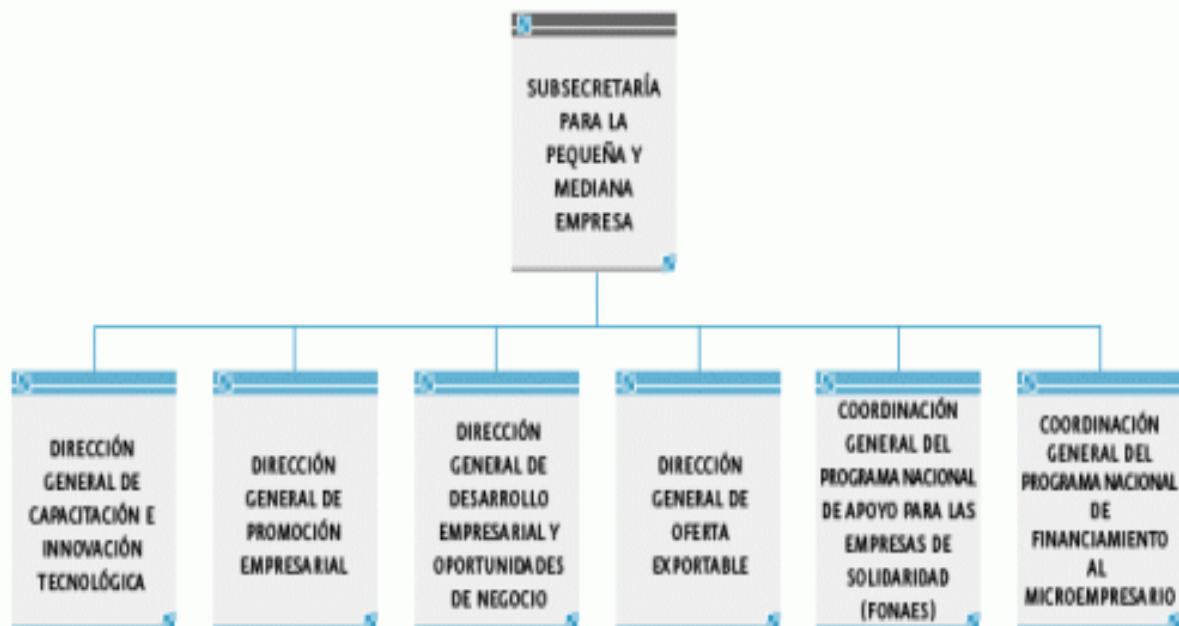 SUBSECRETARÍA
PARA LA
PEQUEÑA Y
MEDIANA
EMPRESA
DIRECCIÓN
GENERAL DE
CAPACITACIÓN E
INNOVACIÓN
TECNOLÓGICA
DIRECCIÓN
GENERAL DE
PROMOCIÓN
EMPRESARIAL
DIRECCIÓN
GENERAL DE
DESARROLLO
EMPRESARIAL Y
OPORTUNIDADES
DE NEGOCIO
DIRECCIÓN
GENERAL DE
OFERTA
EXPORTABLE
COORDINACIÓN
GENERAL DEL
PROGRAMA NACIONAL
DE APOYO PARA LAS
EMPRESAS DE
SOLIDARIDAD
(FONAES)
COORDINACIÓN
GENERAL DEL
PROGRAMA NACIONAL
DE
FINANCIAMIENTO
AL
MICROEMPRESARIO